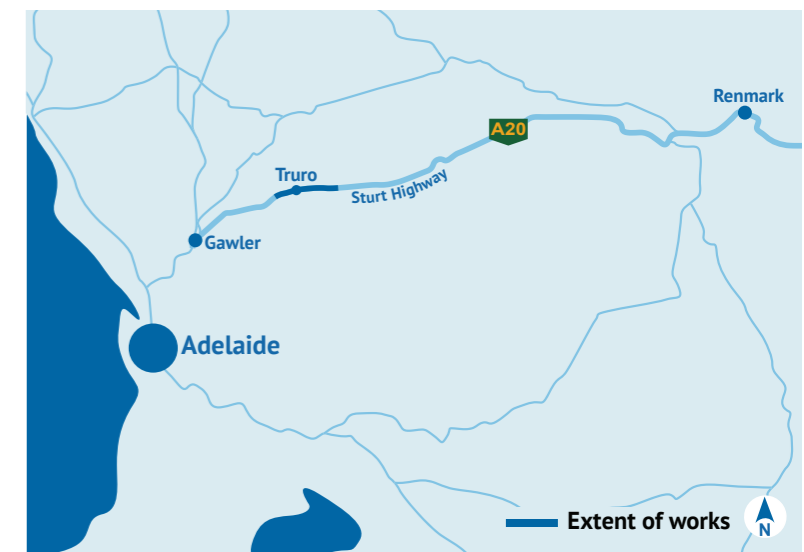 Renmark
A20
Truro
Sturt Highway
Gawler
Adelaide
Extent of works
N